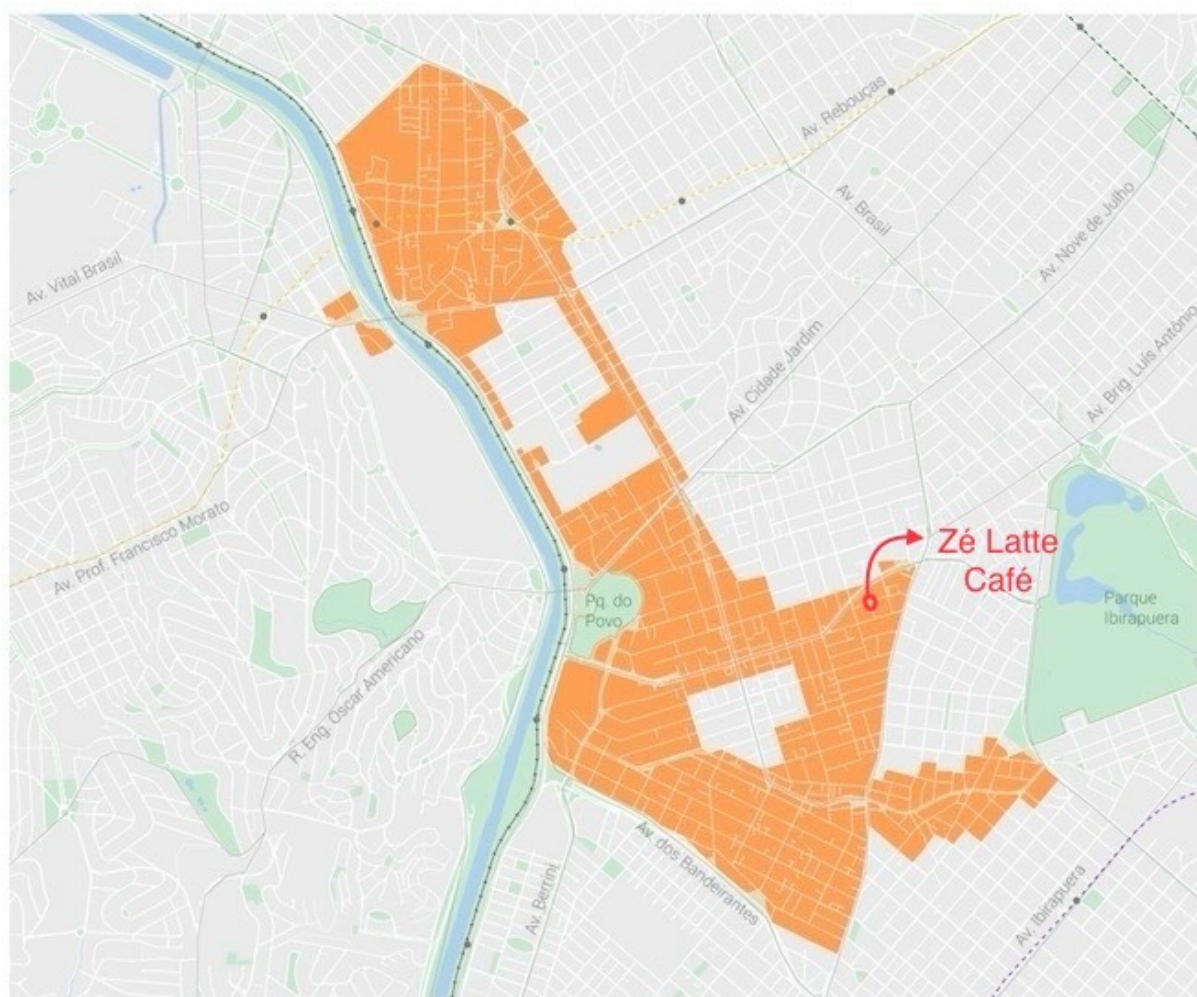 Av. Rebouças
Av. Brasil
Av. Nove de Julho
Av. Vital Brasil
Av. Cidade Jardim
Av. Brig. Luís Antônio
Av. Prof. Francisco Morato
Zé Latte
Café
Pq. do
Povo
Parque
Ibirapuera
R. Eng. Oscar Americano
Av. dos Bandeirantes
Av. Berrini
Av. Ibirapuera